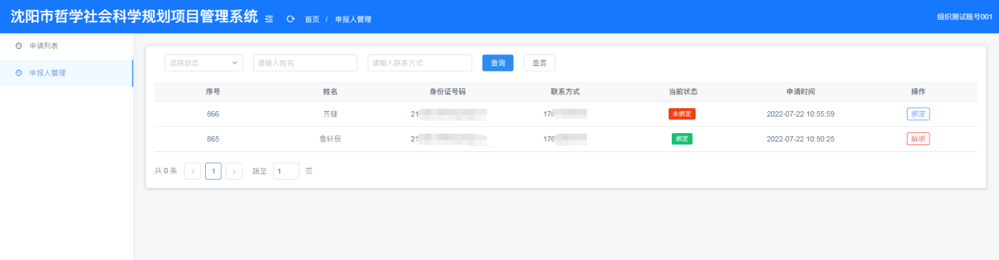 沈阳市哲学社会科学规划项目管理系统 首页 / 申报人管理 组织测试账号001
申请列表
申报人管理
选择状态 请输入姓名 请输入联系方式 查询 重置
序号 姓名 身份证号码 联系方式 当前状态 申请时间 操作
866 齐健 21 176 未绑定 2022-07-22 10:55:59 绑定
865 鲁轩辰 21 176 绑定 2022-07-22 10:50:25 解绑
共 0 条 < 1 > 跳至 1 页